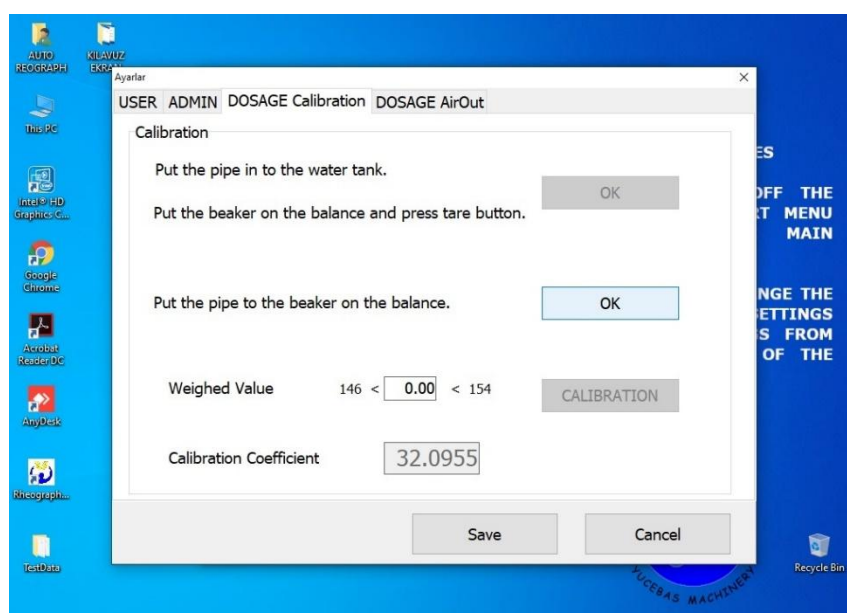 AUTO
REOGRAPH
KILAVUZ
EKRANI
This PC
Intel® HD
Graphics C...
Google
Chrome
Acrobat
Reader DC
AnyDesk
Rheograph...
TestData
Ayarlar
USER ADMIN DOSAGE Calibration DOSAGE AirOut
Calibration
Put the pipe in to the water tank.
OK
Put the beaker on the balance and press tare button.
Put the pipe to the beaker on the balance.
OK
Weighed Value 146 < 0.00 < 154
CALIBRATION
Calibration Coefficient 32.0955
Save Cancel
ES
OFF THE
RT MENU
MAIN
NGE THE
SETTINGS
S FROM
OF THE
YUCEBAS MACHINERY
Recycle Bin